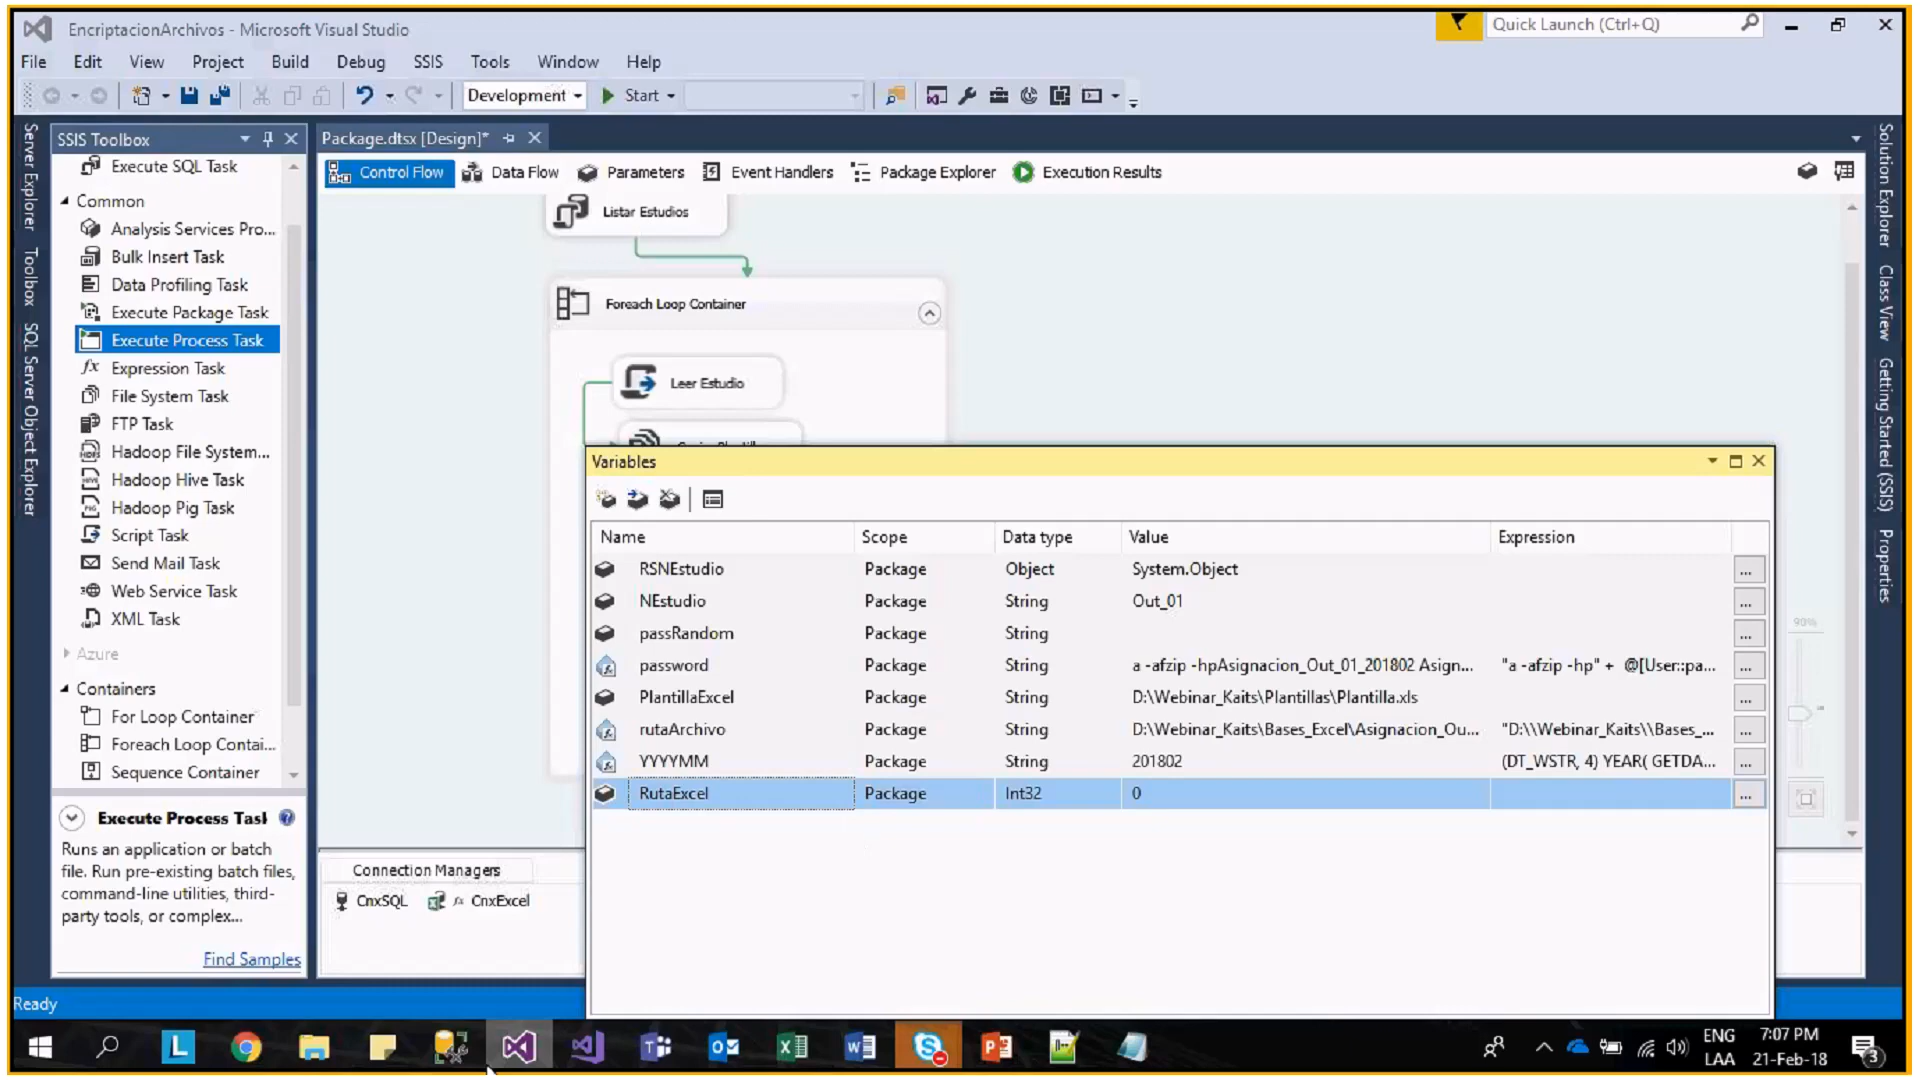 EncriptacionArchivos - Microsoft Visual Studio
Quick Launch (Ctrl+Q)
File Edit View Project Build Debug SSIS Tools Window Help
Development Start
Server Explorer
Toolbox
SQL Server Object Explorer
SSIS Toolbox
Execute SQL Task
Common
Analysis Services Pro...
Bulk Insert Task
Data Profiling Task
Execute Package Task
Execute Process Task
Expression Task
File System Task
FTP Task
Hadoop File System...
Hadoop Hive Task
Hadoop Pig Task
Script Task
Send Mail Task
Web Service Task
XML Task
Azure
Containers
For Loop Container
Foreach Loop Contai...
Sequence Container
Execute Process Task
Runs an application or batch
file. Run pre-existing batch files,
command-line utilities, third-
party tools, or complex...
Find Samples
Package.dtsx [Design]*
Control Flow Data Flow Parameters Event Handlers Package Explorer Execution Results
Listar Estudios
Foreach Loop Container
Leer Estudio
90%
Variables
Name Scope Data type Value Expression
RSNEstudio Package Object System.Object ...
NEstudio Package String Out_01 ...
passRandom Package String ...
password Package String a -afzip -hpAsignacion_Out_01_201802 Asign... "a -afzip -hp" + @[User::pa... ...
PlantillaExcel Package String D:\Webinar_Kaits\Plantillas\Plantilla.xls ...
rutaArchivo Package String D:\Webinar_Kaits\Bases_Excel\Asignacion_Ou... "D:\\Webinar_Kaits\\Bases_... ...
YYYYMM Package String 201802 (DT_WSTR, 4) YEAR( GETDA... ...
RutaExcel Package Int32 0 ...
Connection Managers
CnxSQL fx CnxExcel
Solution Explorer
Class View
Getting Started (SSIS)
Properties
Ready
ENG
LAA
7:07 PM
21-Feb-18
3